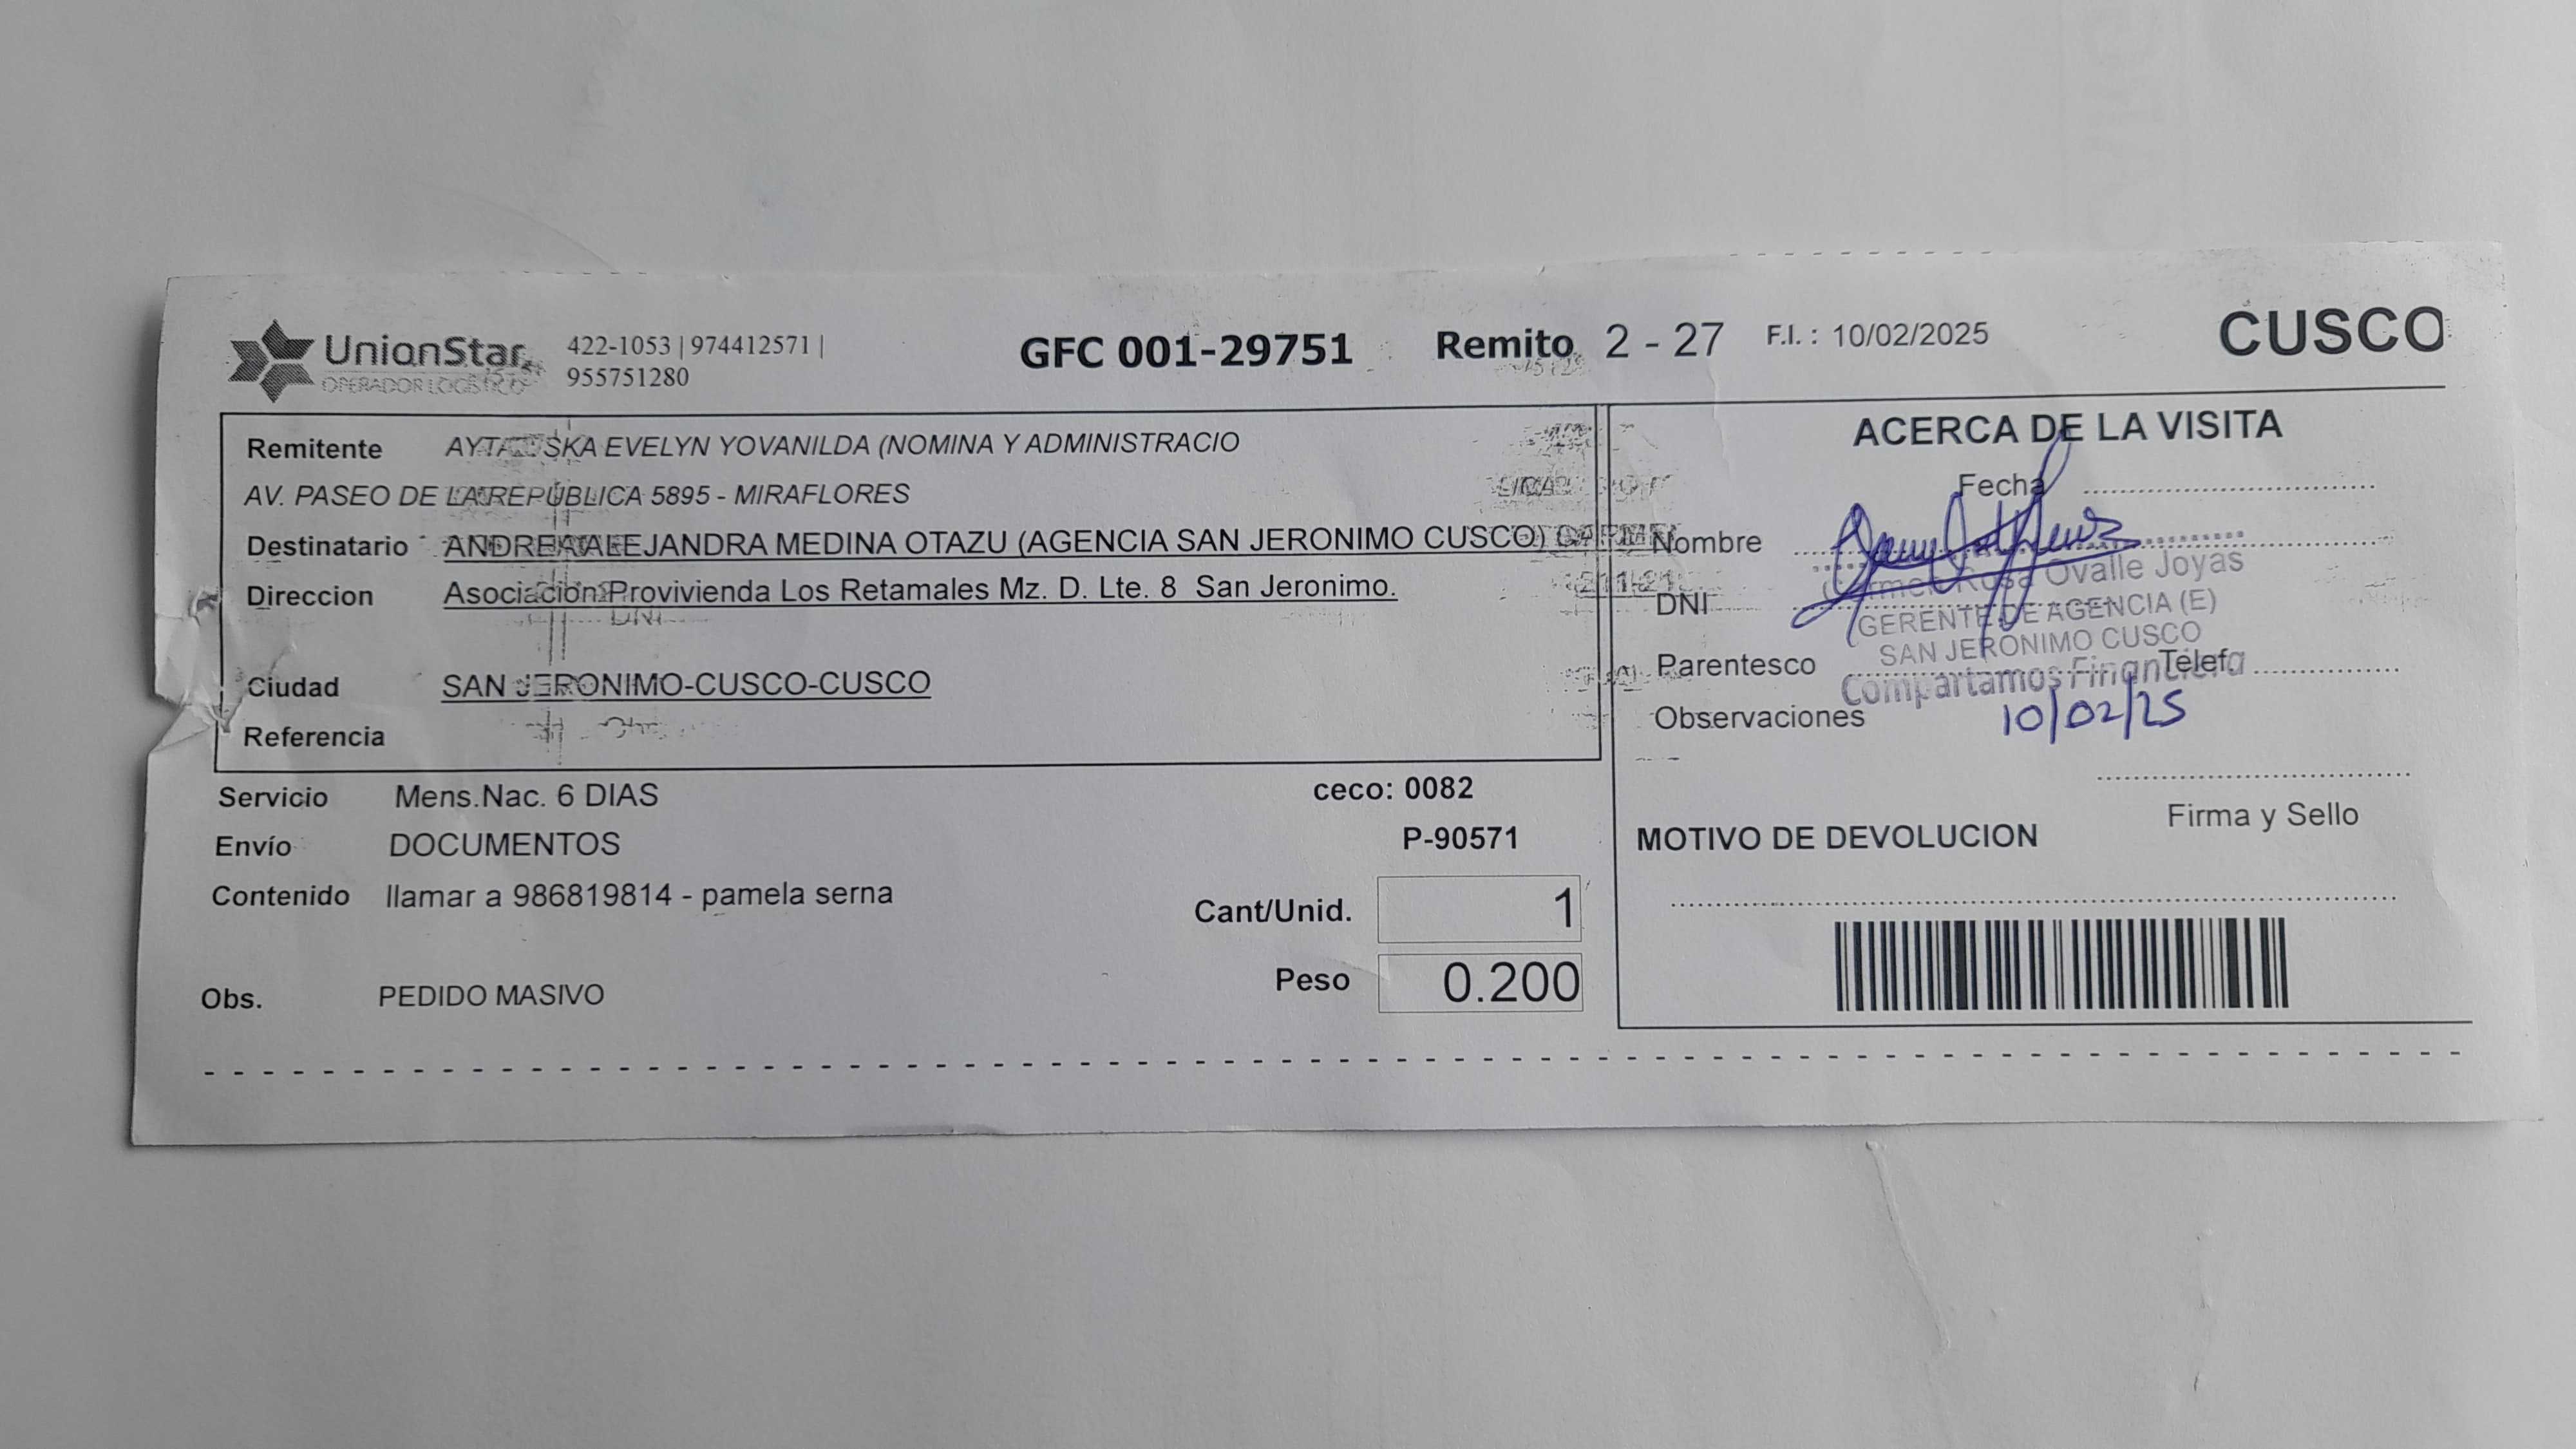 UnionStar
OPERADOR LOGÍSTICO
422-1053 | 974412571 |
955751280
GFC 001-29751
Remito 2 - 27
F.I. : 10/02/2025
CUSCO
Remitente SKA EVELYN YOVANILDA (NOMINA Y ADMINISTRACIO
AV. PASEO DE LA REPÚBLICA 5895 - MIRAFLORES
Destinatario ANDREA ALEJANDRA MEDINA OTAZU (AGENCIA SAN JERONIMO CUSCO)
Direccion Asociación Provivienda Los Retamales Mz. D. Lte. 8 San Jeronimo.
DNI
Ciudad SAN JERONIMO-CUSCO-CUSCO
Referencia
Servicio Mens.Nac. 6 DIAS
ceco: 0082
Envío DOCUMENTOS
P-90571
Contenido llamar a 986819814 - pamela serna
Cant/Unid. 1
Peso 0.200
Obs. PEDIDO MASIVO
ACERCA DE LA VISITA
Fecha
Nombre
Rosa Ovalle Joyas
DNI
GERENTE DE AGENCIA (E)
SAN JERONIMO CUSCO
Parentesco Telef.
Compartamos Financiera
Observaciones
10/02/25
Firma y Sello
MOTIVO DE DEVOLUCION